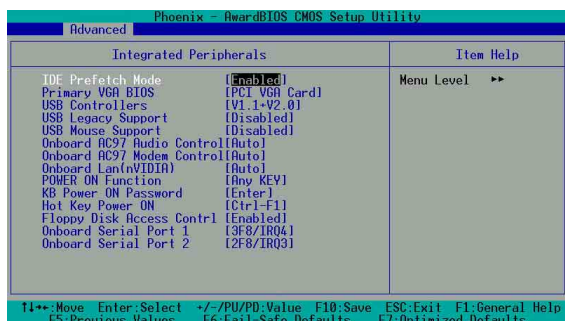 Phoenix - AwardBIOS CMOS Setup Utility
Advanced
Integrated Peripherals Item Help
IDE Prefetch Mode [Enabled] Menu Level ▸▸
Primary VGA BIOS [PCI VGA Card]
USB Controllers [V1.1+V2.0]
USB Legacy Support [Disabled]
USB Mouse Support [Disabled]
Onboard AC97 Audio Control[Auto]
Onboard AC97 Modem Control[Auto]
Onboard Lan(nVIDIA) [Auto]
POWER ON Function [Any KEY]
KB Power ON Password [Enter]
Hot Key Power ON [Ctrl-F1]
Floppy Disk Access Contrl [Enabled]
Onboard Serial Port 1 [3F8/IRQ4]
Onboard Serial Port 2 [2F8/IRQ3]
↑↓→←:Move Enter:Select +/-/PU/PD:Value F10:Save ESC:Exit F1:General Help
F5:Previous Values F6:Fail-Safe Defaults F7:Optimized Defaults